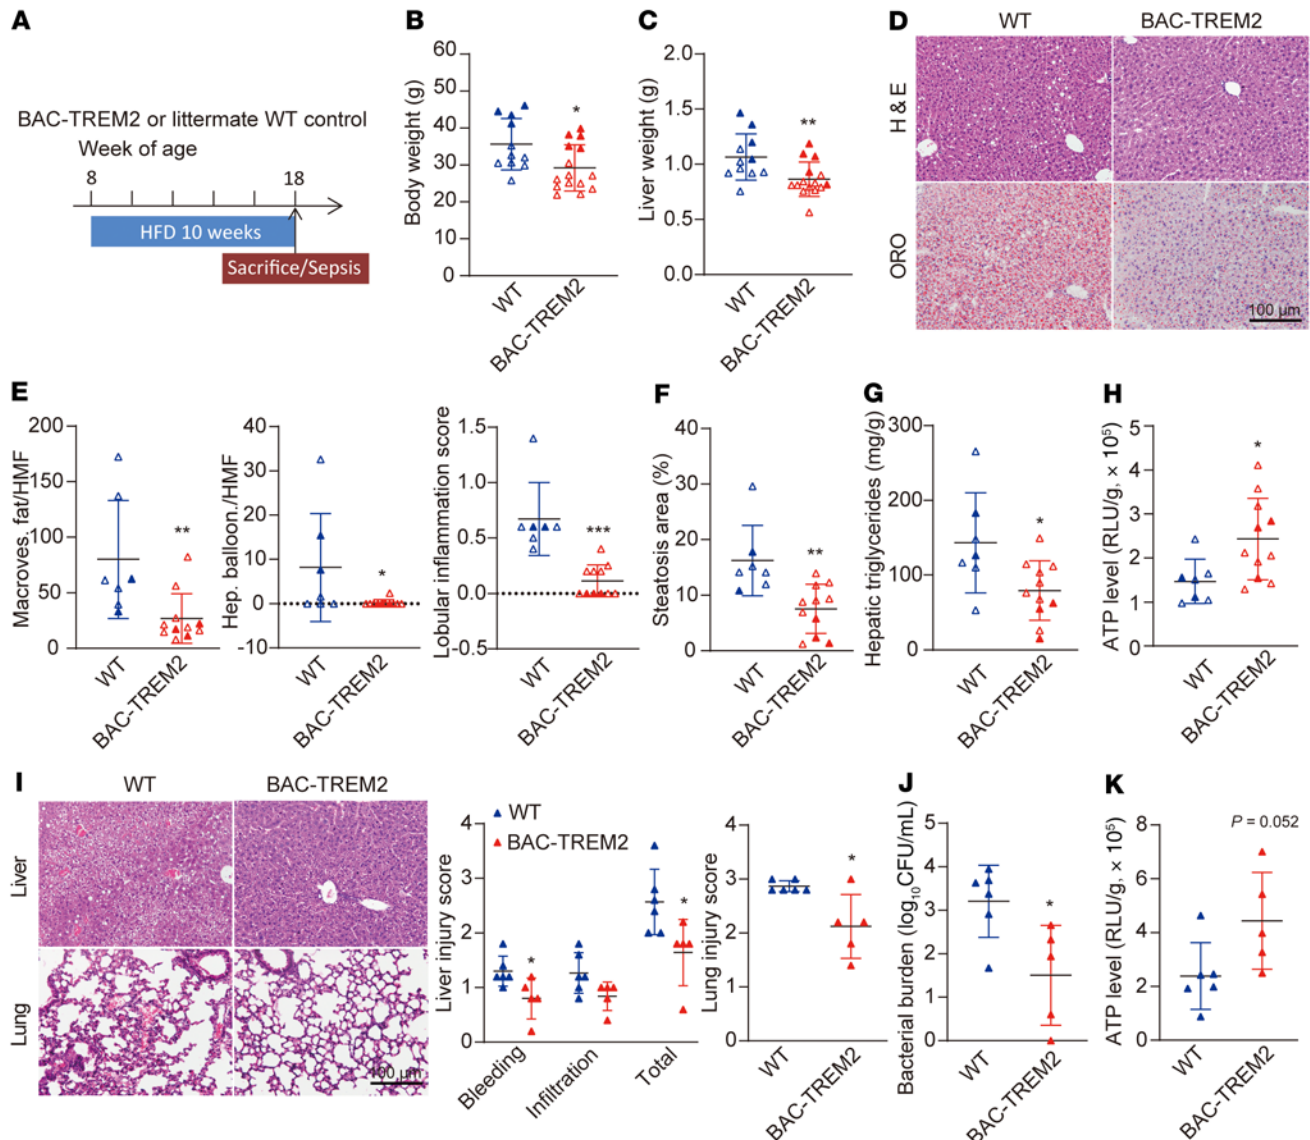 A
BAC-TREM2 or littermate WT control
Week of age
8 18
HFD 10 weeks
Sacrifice/Sepsis
B
Body weight (g)
60
50
40
30
20
10
0
*
WT
BAC-TREM2
C
Liver weight (g)
2.0
1.5
1.0
0.5
0.0
**
WT
BAC-TREM2
D
WT BAC-TREM2
H & E
ORO
100 µm
E
Macroves. fat/HMF
200
150
100
50
0
**
WT
BAC-TREM2
Hep. balloon./HMF
40
30
20
10
0
-10
*
WT
BAC-TREM2
Lobular inflammation score
1.5
1.0
0.5
0.0
-0.5
***
WT
BAC-TREM2
F
Steatosis area (%)
40
30
20
10
0
**
WT
BAC-TREM2
G
Hepatic triglycerides (mg/g)
300
200
100
0
*
WT
BAC-TREM2
H
ATP level (RLU/g, × 10⁵)
5
4
3
2
1
0
*
WT
BAC-TREM2
I
WT BAC-TREM2
Liver
Lung
100 µm
WT
BAC-TREM2
Liver injury score
4
3
2
1
0
*
*
Bleeding
Infiltration
Total
Lung injury score
4
3
2
1
0
*
WT
BAC-TREM2
J
Bacterial burden (log₁₀CFU/mL)
5
4
3
2
1
0
*
WT
BAC-TREM2
K
ATP level (RLU/g, × 10⁵)
8
6
4
2
0
P = 0.052
WT
BAC-TREM2